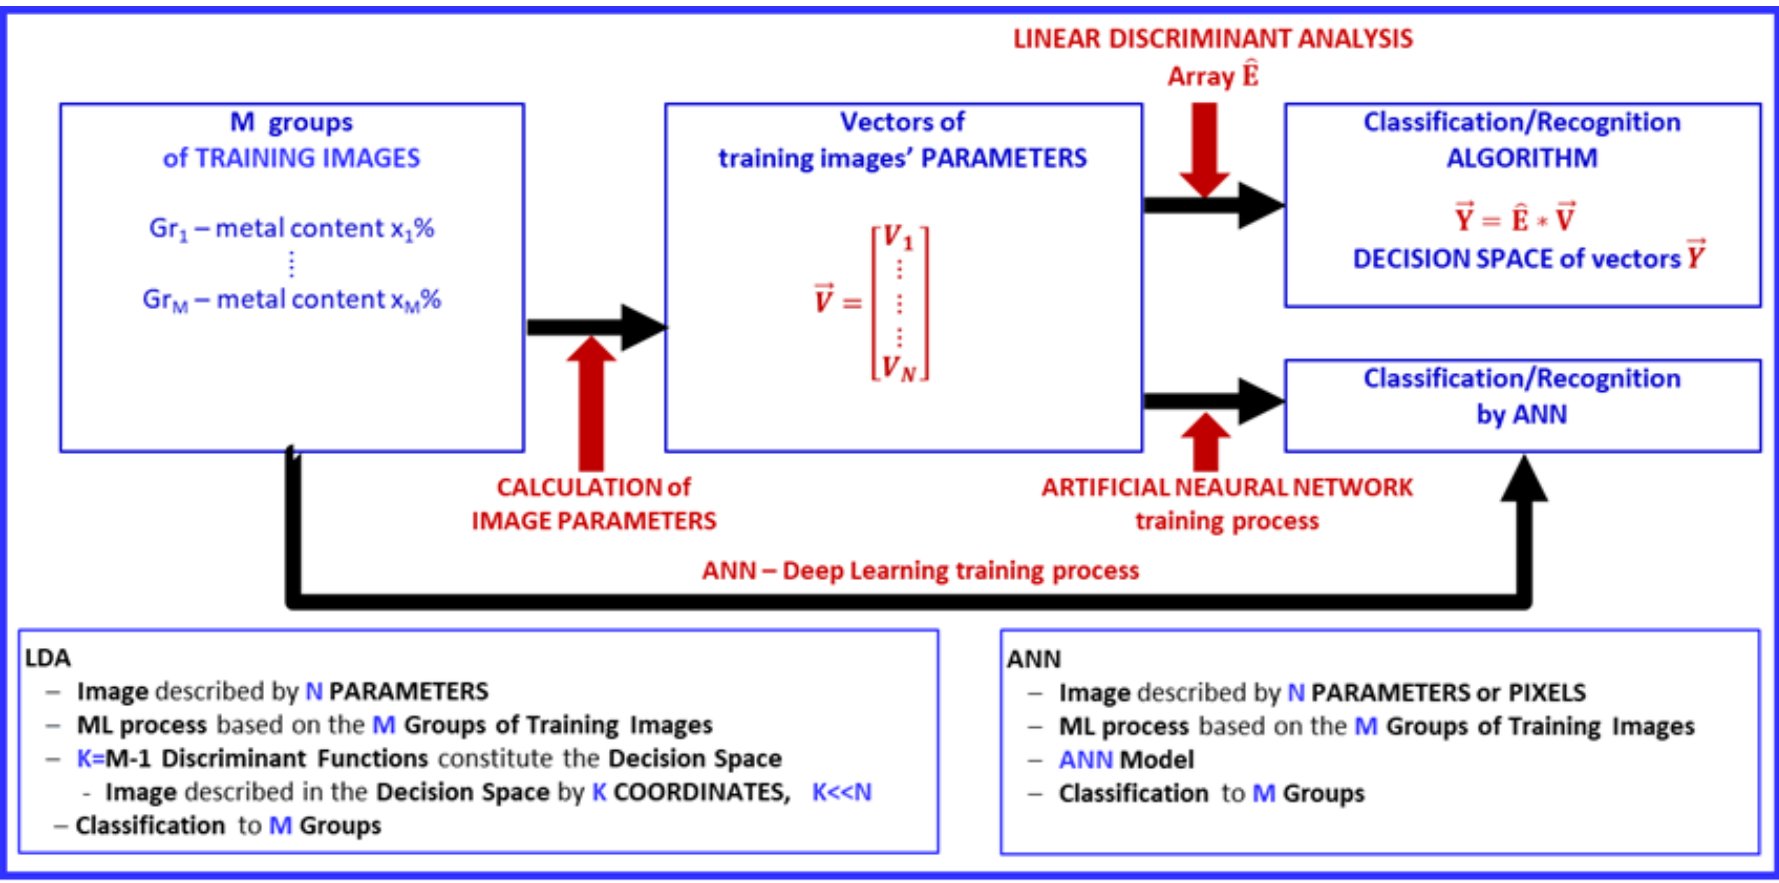 LINEAR DISCRIMINANT ANALYSIS
Array Ê
M groups
of TRAINING IMAGES
Gr₁ – metal content x₁%
⋮
Gr_M – metal content x_M%
Vectors of
training images’ PARAMETERS
V⃗ = [V₁ ⋮ ⋮ ⋮ V_N]
Classification/Recognition
ALGORITHM
Y⃗ = Ê * V⃗
DECISION SPACE of vectors Y⃗
Classification/Recognition
by ANN
CALCULATION of
IMAGE PARAMETERS
ARTIFICIAL NEAURAL NETWORK
training process
ANN – Deep Learning training process
LDA
– Image described by N PARAMETERS
– ML process based on the M Groups of Training Images
– K=M-1 Discriminant Functions constitute the Decision Space
- Image described in the Decision Space by K COORDINATES, K<<N
– Classification to M Groups
ANN
– Image described by N PARAMETERS or PIXELS
– ML process based on the M Groups of Training Images
– ANN Model
– Classification to M Groups